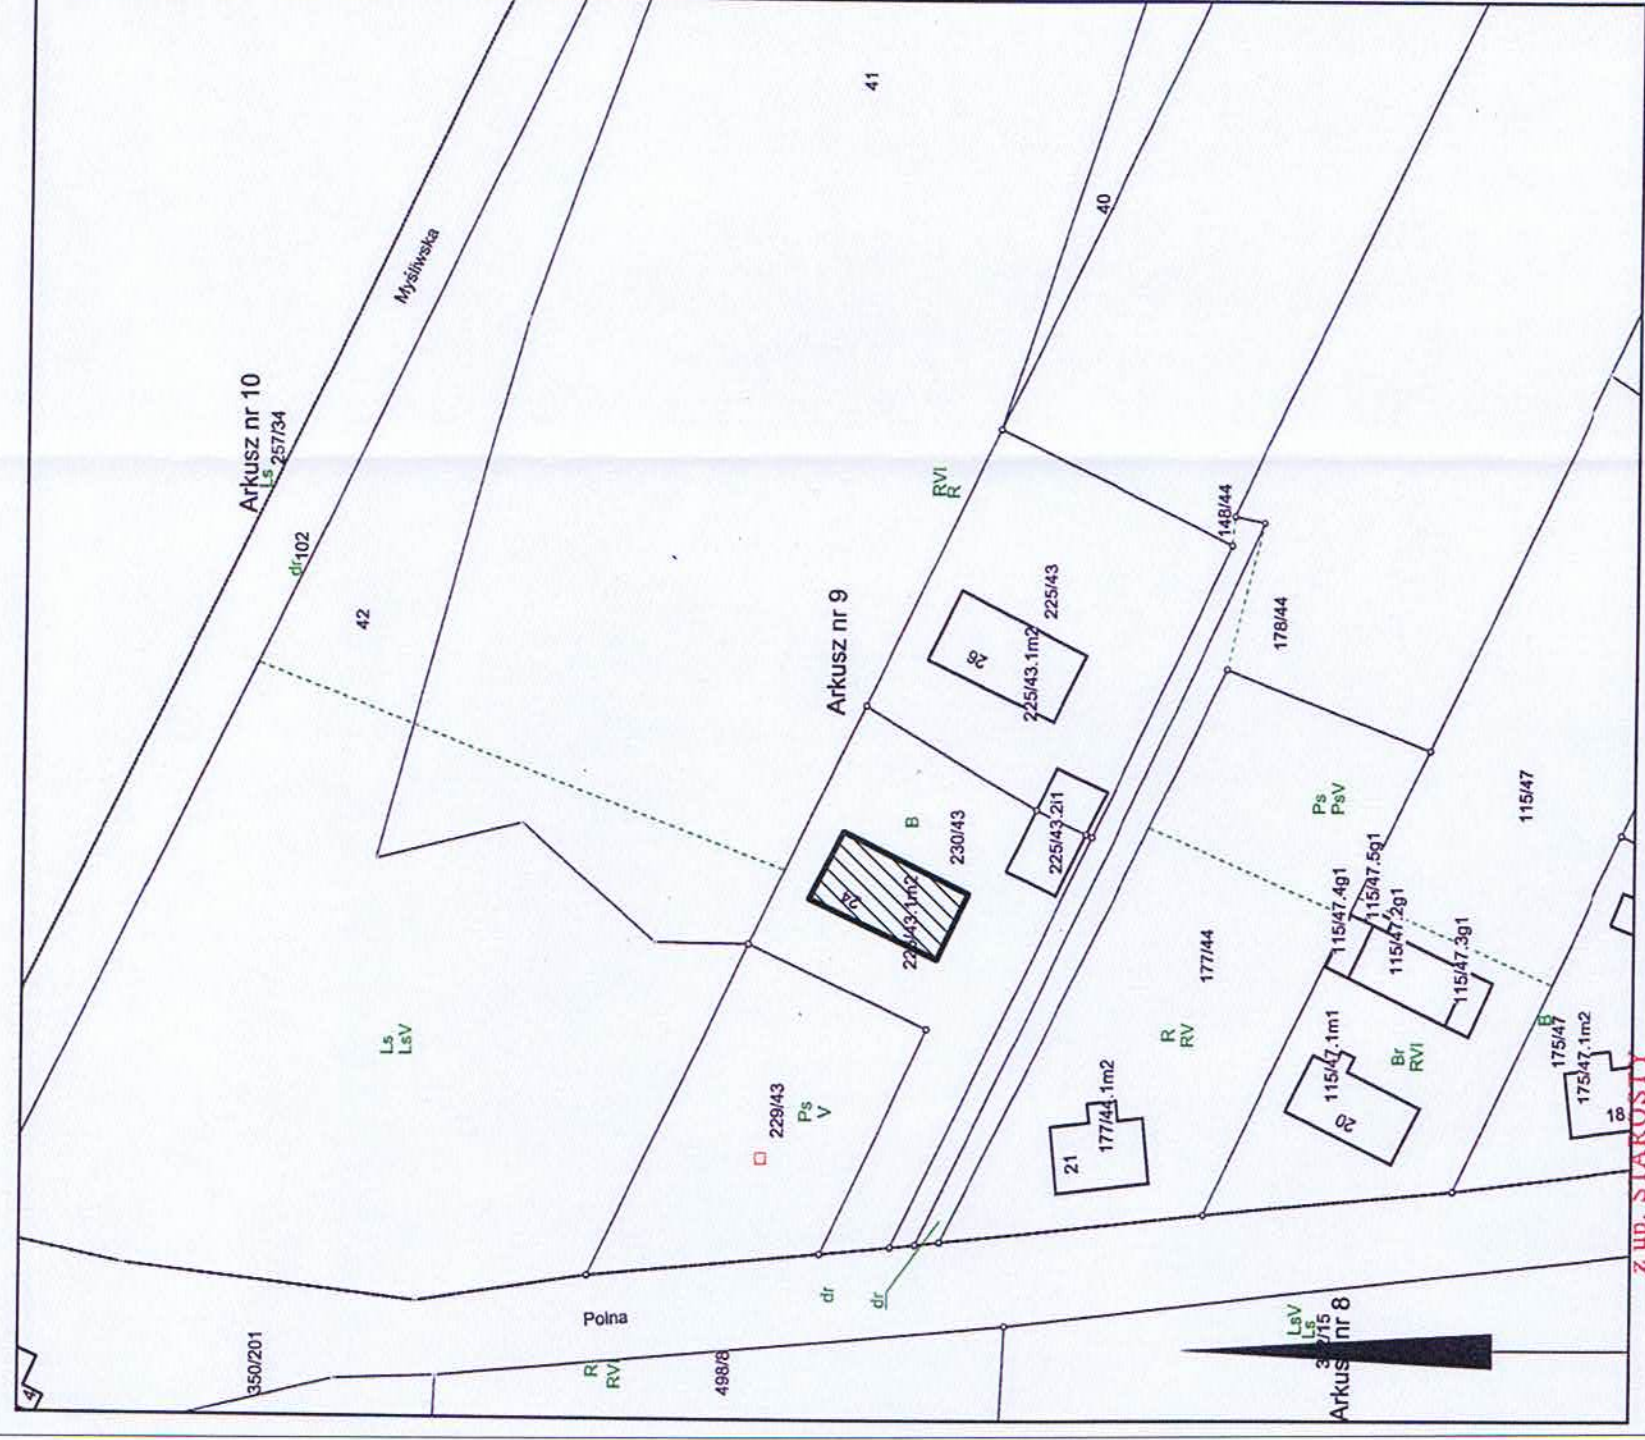 41
40
Myśliwska
Arkusz nr 10
Ls
257/34
dr
102
42
RVI
R
148/44
Arkusz nr 9
26
225/43
225/43.1m2
178/44
B
230/43
225/43.2i1
24
Ps
PsV
115/47
115/47.4g1
115/47.5g1
115/47.2g1
115/47.3g1
177/44
Ls
LsV
R
RV
229/43
Ps
V
21
177/44.1m2
115/47.1m1
Br
RVI
B
175/47
175/47.1m2
18
z up. STAROSTY
dr
dr
Polna
350/201
R
498/8
LsV
Ls
Arkusz nr 8
4